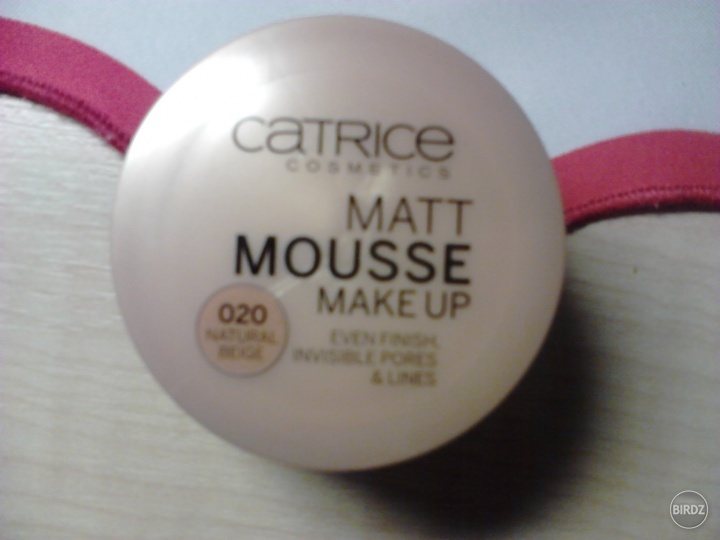 CATRICE
COSMETICS
MATT
MOUSSE
MAKE UP
020
NATURAL
BEIGE
EVEN FINISH,
INVISIBLE PORES
& LINES
BIRDZ